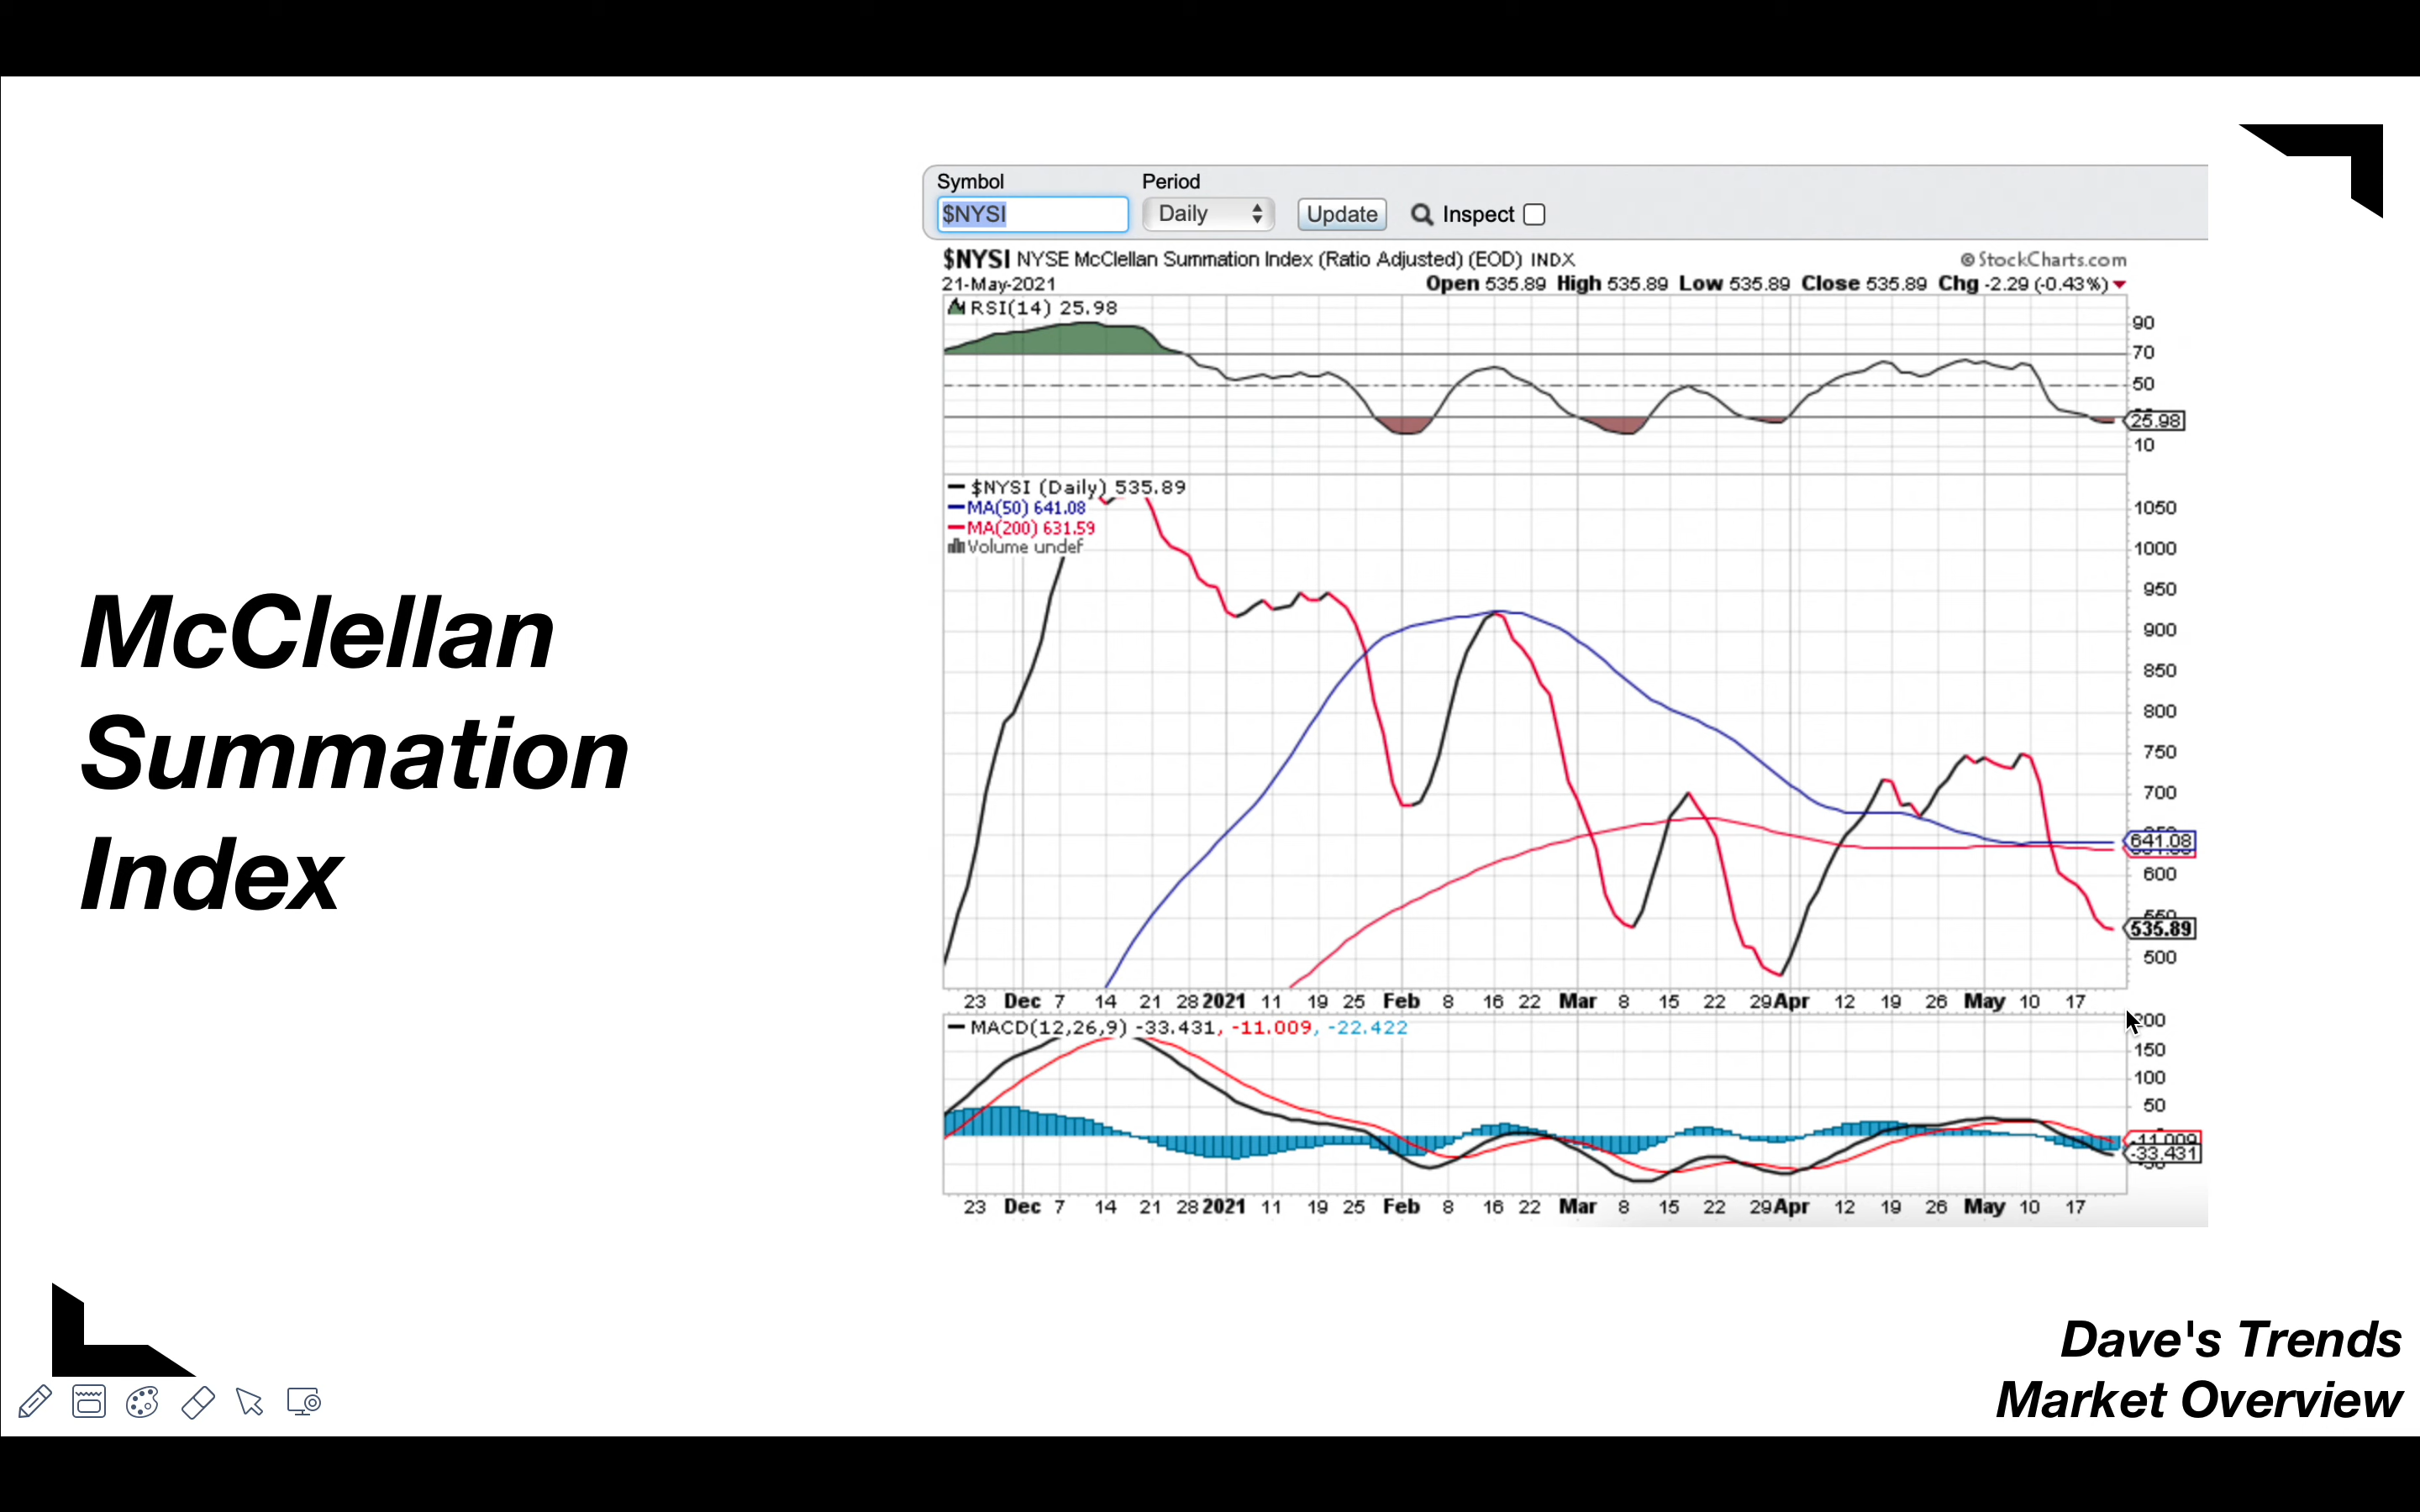 McClellan
Summation
Index
Symbol Period
$NYSI Daily Update Inspect
$NYSI NYSE McClellan Summation Index (Ratio Adjusted) (EOD) INDX © StockCharts.com
21-May-2021 Open 535.89 High 535.89 Low 535.89 Close 535.89 Chg -2.29 (-0.43%)
RSI(14) 25.98
90
70
50
25.98
10
$NYSI (Daily) 535.89
MA(50) 641.08
MA(200) 631.59
Volume undef
1050
1000
950
900
850
800
750
700
641.08
600
550
535.89
500
23 Dec 7 14 21 28 2021 11 19 25 Feb 8 16 22 Mar 8 15 22 29 Apr 12 19 26 May 10 17
MACD(12,26,9) -33.431, -11.009, -22.422
200
150
100
50
-11.009
-33.431
-50
23 Dec 7 14 21 28 2021 11 19 25 Feb 8 16 22 Mar 8 15 22 29 Apr 12 19 26 May 10 17
Dave's Trends
Market Overview